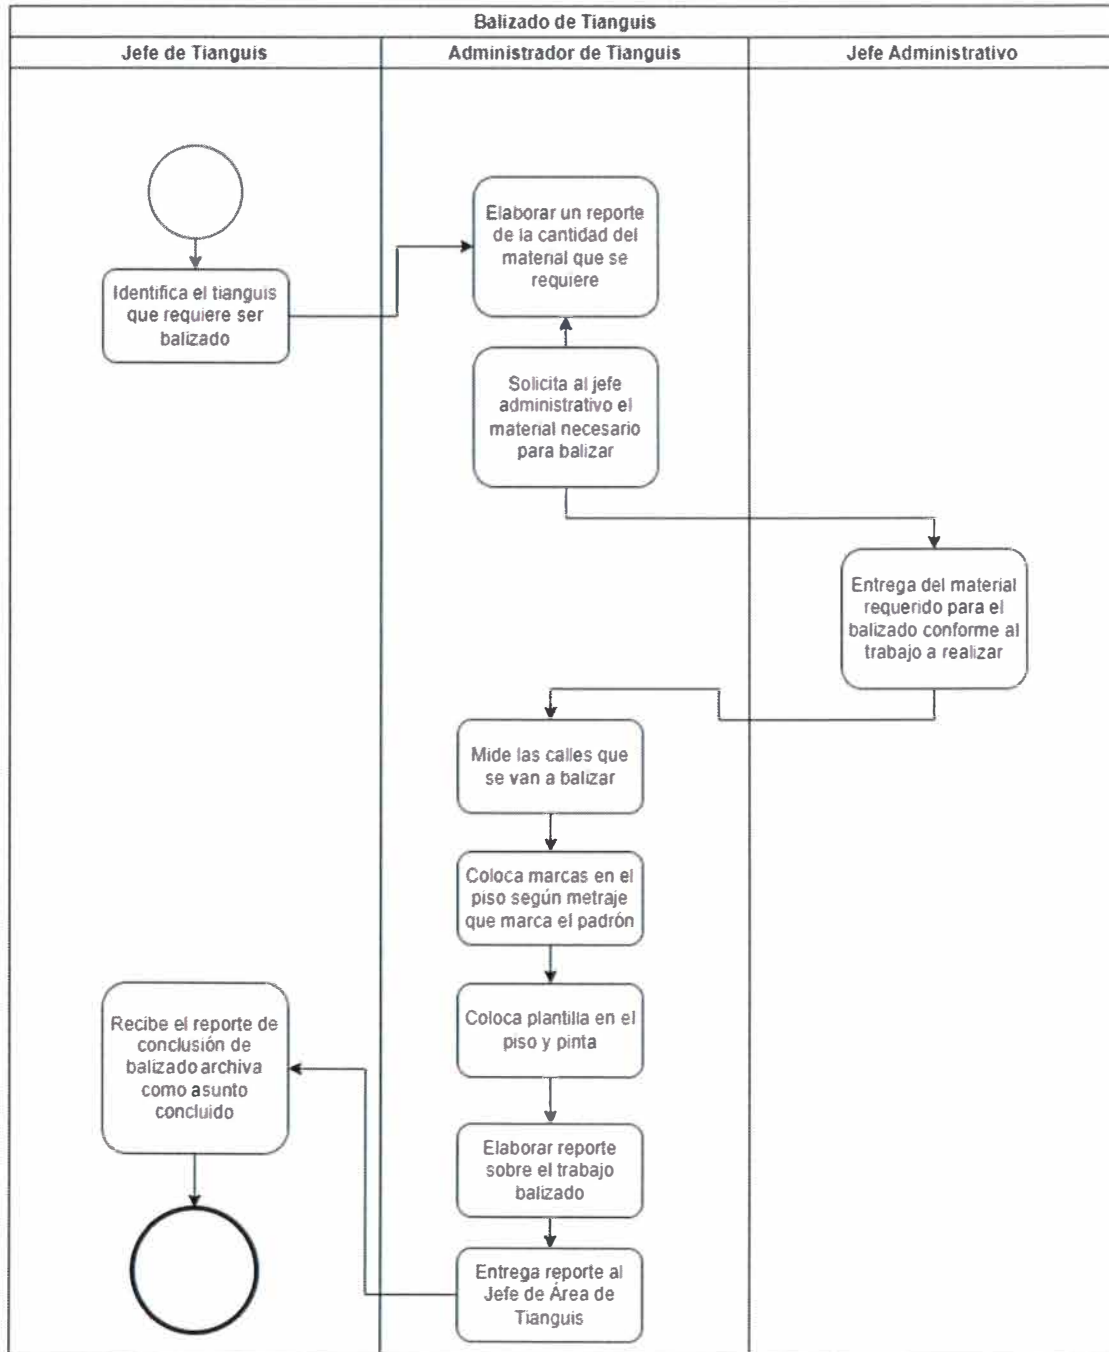 Balizado de Tianguis
Jefe de Tianguis
Administrador de Tianguis
Jefe Administrativo
Elaborar un reporte
de la cantidad del
material que se
requiere
Identifica el tianguis
que requiere ser
balizado
Solicita al jefe
administrativo el
material necesario
para balizar
Entrega del material
requerido para el
balizado conforme al
trabajo a realizar
Mide las calles que
se van a balizar
Coloca marcas en el
piso según metraje
que marca el padrón
Coloca plantilla en el
piso y pinta
Recibe el reporte de
conclusión de
balizado archiva
como asunto
concluido
Elaborar reporte
sobre el trabajo
balizado
Entrega reporte al
Jefe de Área de
Tianguis